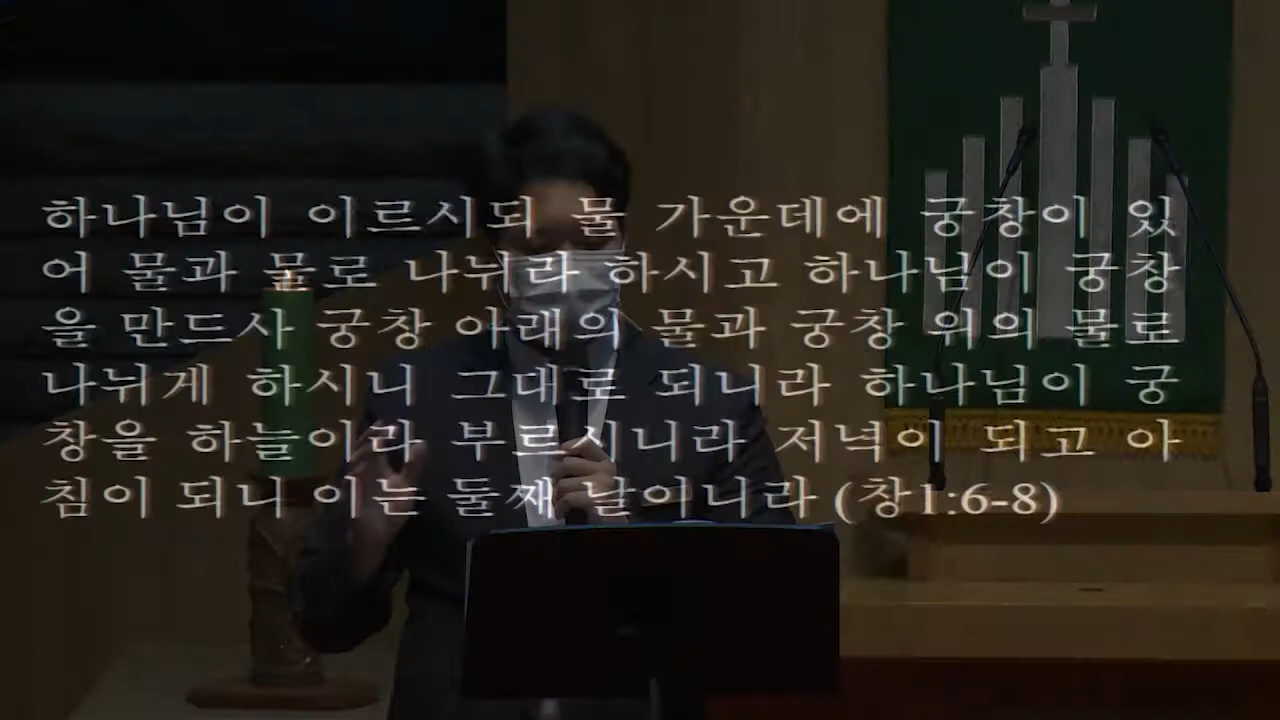 하나님이 이르시되 물 가운데에 궁창이 있
어 물과 물로 나뉘라 하시고 하나님이 궁창
을 만드사 궁창 아래의 물과 궁창 위의 물로
나뉘게 하시니 그대로 되니라 하나님이 궁
창을 하늘이라 부르시니라 저녁이 되고 아
침이 되니 이는 둘째 날이니라 (창1:6-8)